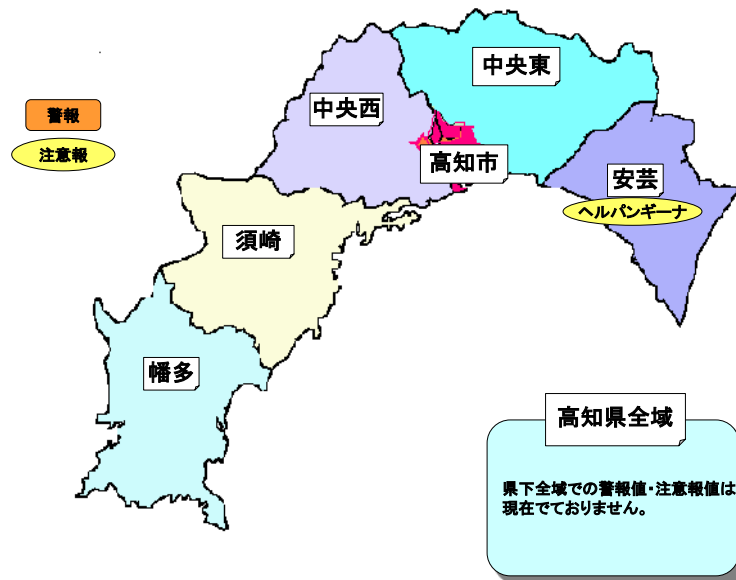 中央東
中央西
警報
注意報
高知市
安芸
ヘルパンギーナ
須崎
幡多
高知県全域
県下全域での警報値・注意報値は
現在でておりません。